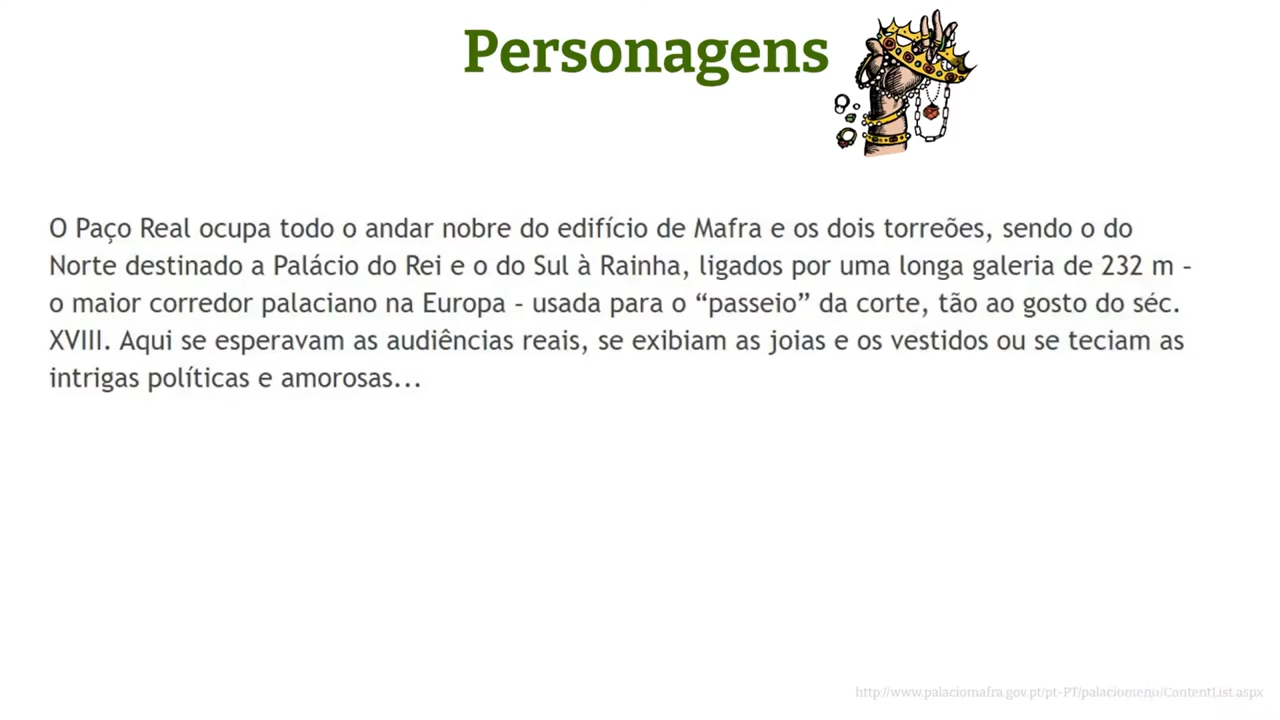 Personagens
O Paço Real ocupa todo o andar nobre do edifício de Mafra e os dois torreões, sendo o do
Norte destinado a Palácio do Rei e o do Sul à Rainha, ligados por uma longa galeria de 232 m –
o maior corredor palaciano na Europa – usada para o “passeio” da corte, tão ao gosto do séc.
XVIII. Aqui se esperavam as audiências reais, se exibiam as joias e os vestidos ou se teciam as
intrigas políticas e amorosas...
http://www.palaciomafra.gov.pt/pt-PT/palaciomenu/ContentList.aspx